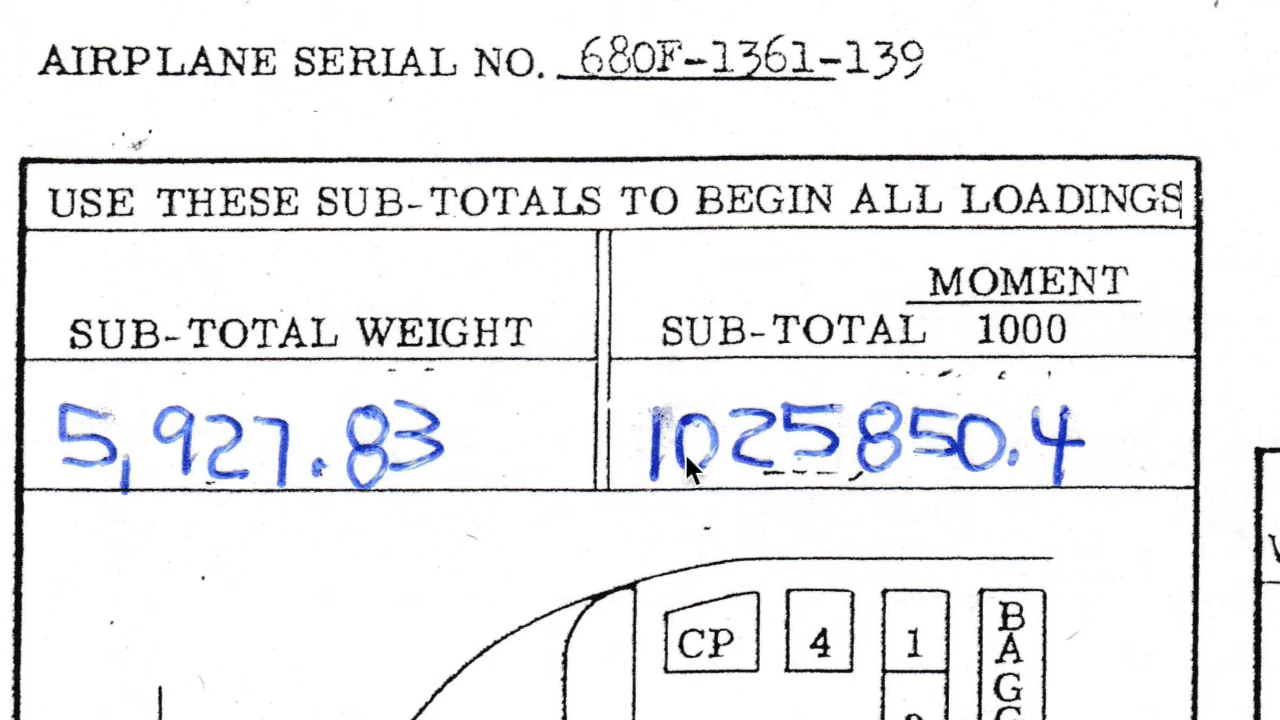 AIRPLANE SERIAL NO. 680F-1361-139
USE THESE SUB-TOTALS TO BEGIN ALL LOADINGS
SUB-TOTAL WEIGHT
SUB-TOTAL MOMENT
1000
5,927.83
1025850.4
CP
4
1
BAG